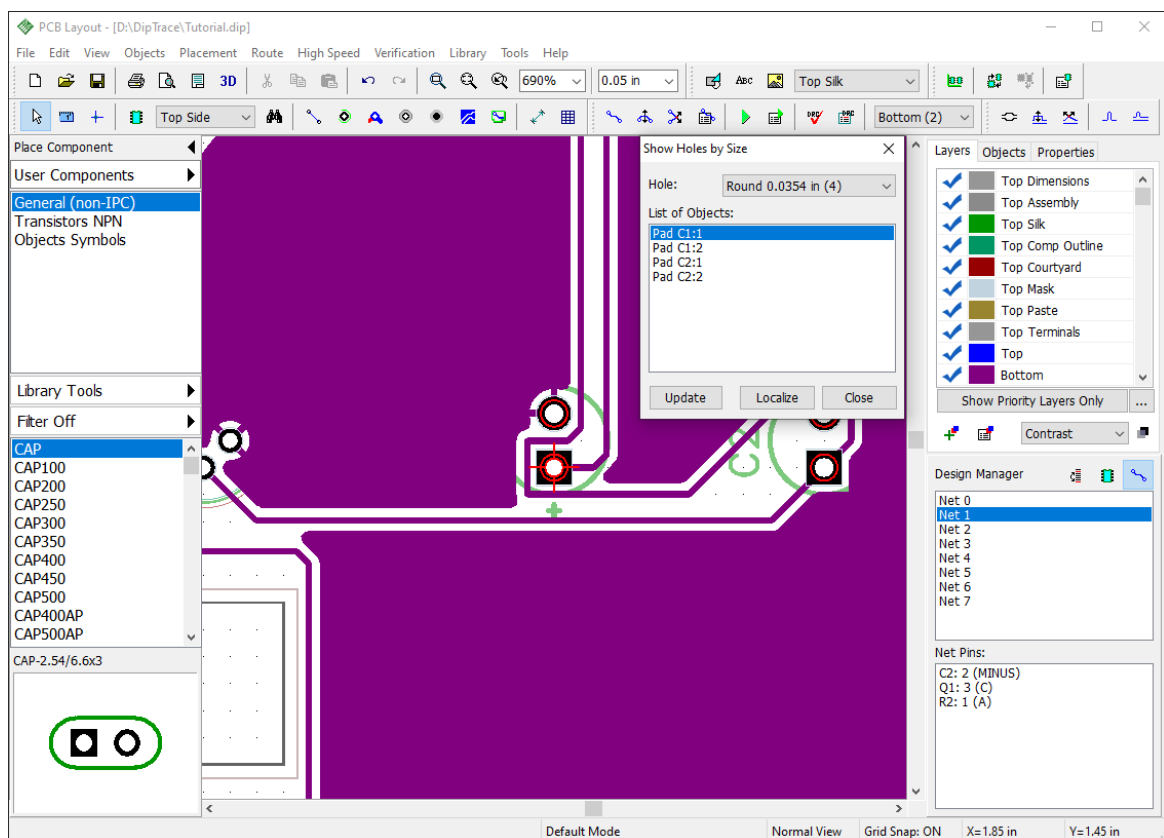 PCB Layout - [D:\DipTrace\Tutorial.dip]
File Edit View Objects Placement Route High Speed Verification Library Tools Help
3D 690% 0.05 in ABC Top Silk
Top Side DRC DRC Bottom (2)
Place Component
User Components
General (non-IPC)
Transistors NPN
Objects Symbols
Library Tools
Filter Off
CAP
CAP100
CAP200
CAP250
CAP300
CAP350
CAP400
CAP450
CAP500
CAP400AP
CAP500AP
CAP-2.54/6.6x3
C2
+
Show Holes by Size
Hole: Round 0.0354 in (4)
List of Objects:
Pad C1:1
Pad C1:2
Pad C2:1
Pad C2:2
Update Localize Close
Layers Objects Properties
Top Dimensions
Top Assembly
Top Silk
Top Comp Outline
Top Courtyard
Top Mask
Top Paste
Top Terminals
Top
Bottom
Show Priority Layers Only ...
Contrast
Design Manager
Net 0
Net 1
Net 2
Net 3
Net 4
Net 5
Net 6
Net 7
Net Pins:
C2: 2 (MINUS)
Q1: 3 (C)
R2: 1 (A)
Default Mode Normal View Grid Snap: ON X=1.85 in Y=1.45 in